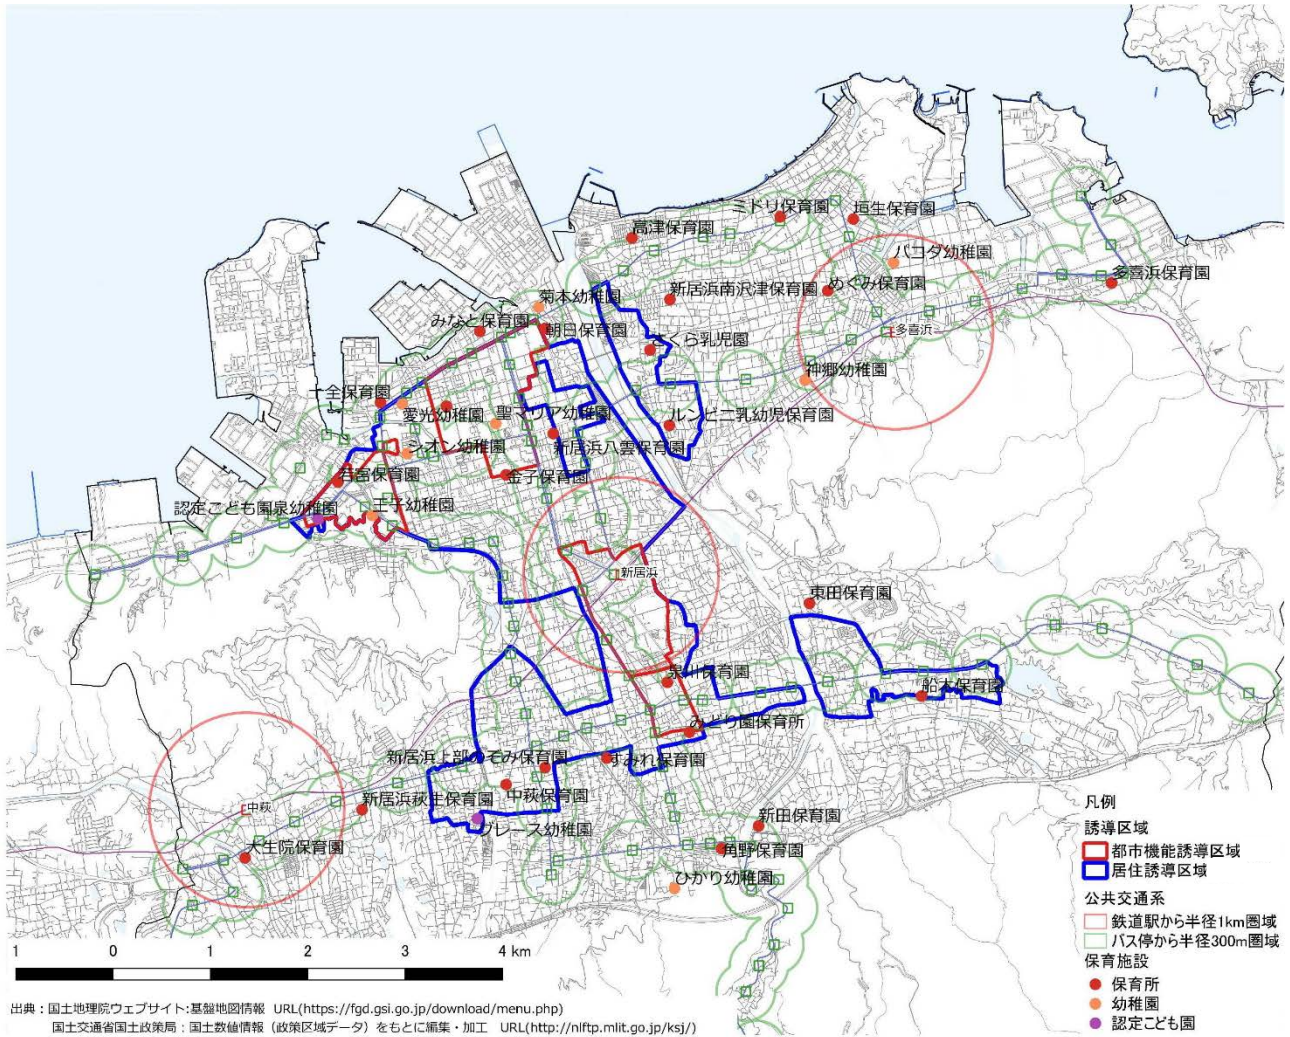 ミドリ保育園
垣生保育園
高津保育園
パコダ幼稚園
多喜浜保育園
新居浜南沢津保育園
めぐみ保育園
菊本幼稚園
みなと保育園
朝日保育園
さくら乳児園
多喜浜
神郷幼稚園
十全保育園
愛光幼稚園
聖マリア幼稚園
ルンビニ乳幼児保育園
シオン幼稚園
新居浜八雲保育園
若宮保育園
金子保育園
認定こども園泉幼稚園
王子幼稚園
新居浜
東田保育園
泉川保育園
船木保育園
みどり園保育所
新居浜上部のぞみ保育園
すみれ保育園
中萩
新居浜萩生保育園
中萩保育園
グレース幼稚園
新田保育園
大生院保育園
角野保育園
ひかり幼稚園
凡例
誘導区域
都市機能誘導区域
居住誘導区域
公共交通系
鉄道駅から半径1km圏域
バス停から半径300m圏域
保育施設
保育所
幼稚園
認定こども園
1 0 1 2 3 4 km
出典：国土地理院ウェブサイト:基盤地図情報 URL(https://fgd.gsi.go.jp/download/menu.php)
国土交通省国土政策局：国土数値情報（政策区域データ）をもとに編集・加工 URL(http://nlftp.mlit.go.jp/ksj/)